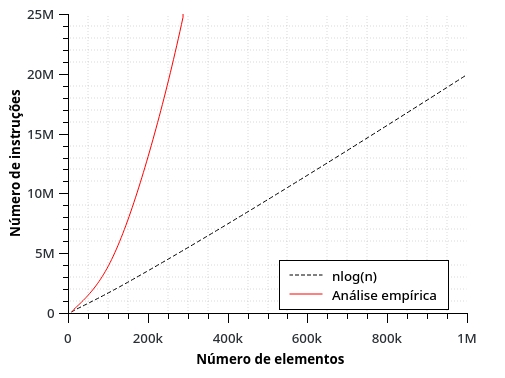 25M
20M
15M
10M
5M
0
Número de instruções
0 200k 400k 600k 800k 1M
Número de elementos
nlog(n)
Análise empírica